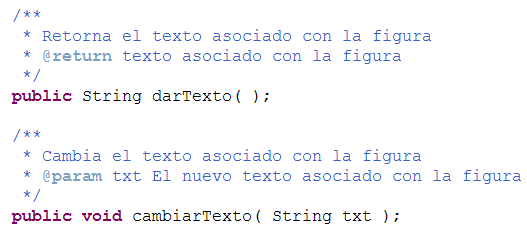 /**
 * Retorna el texto asociado con la figura
 * @return texto asociado con la figura
 */
public String darTexto( );
/**
 * Cambia el texto asociado con la figura
 * @param txt El nuevo texto asociado con la figura
 */
public void cambiarTexto( String txt );